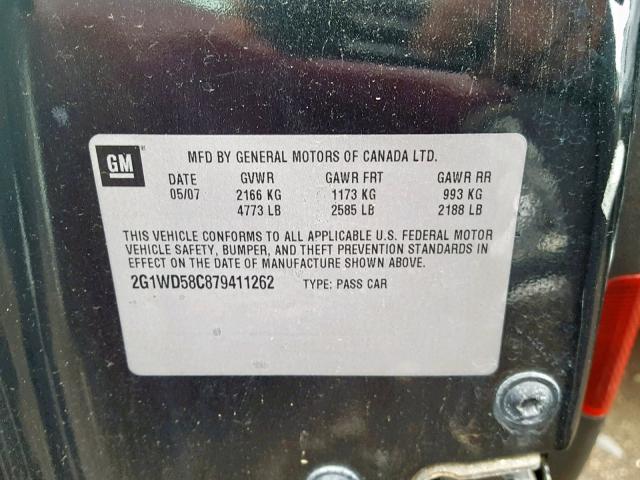 GM
MFD BY GENERAL MOTORS OF CANADA LTD.
DATE GVWR GAWR FRT GAWR RR
05/07 2166 KG 1173 KG 993 KG
4773 LB 2585 LB 2188 LB
THIS VEHICLE CONFORMS TO ALL APPLICABLE U.S. FEDERAL MOTOR
VEHICLE SAFETY, BUMPER, AND THEFT PREVENTION STANDARDS IN
EFFECT ON THE DATE OF MANUFACTURE SHOWN ABOVE.
2G1WD58C879411262 TYPE: PASS CAR